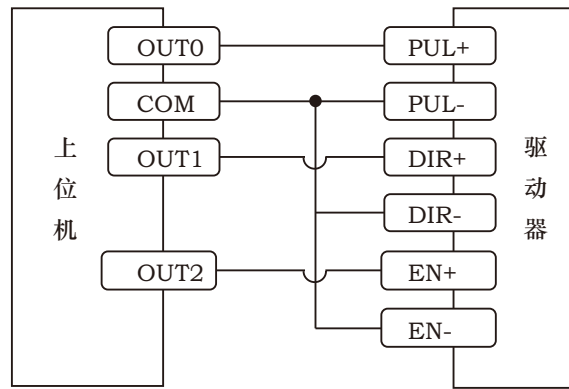 上位机
OUT0
COM
OUT1
OUT2
PUL+
PUL-
DIR+
DIR-
EN+
EN-
驱动器